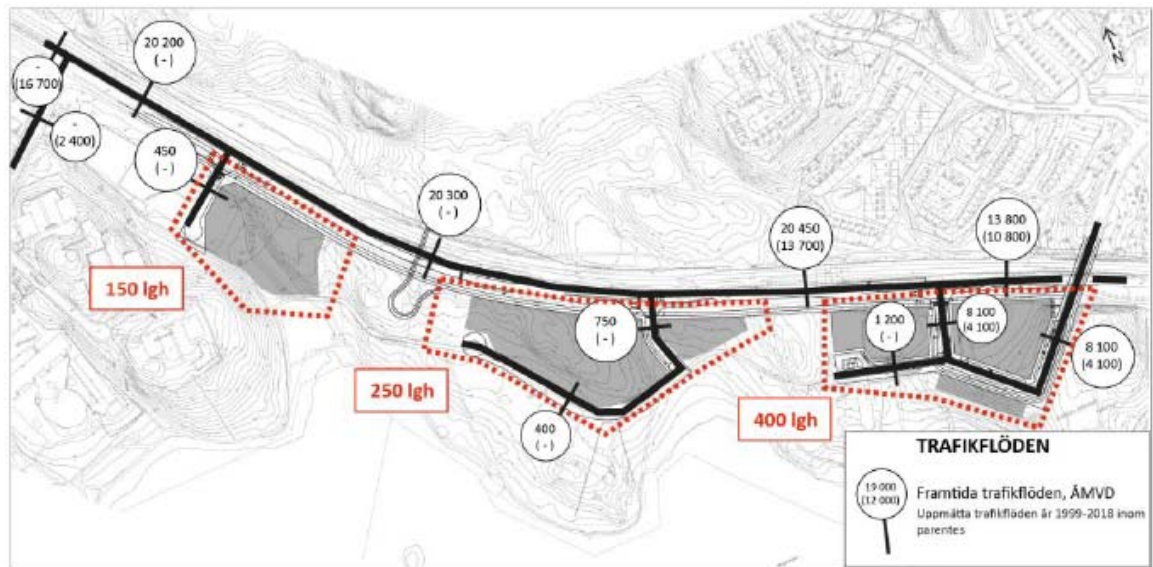 20 200
( - )
-
(16 700)
-
(2 400)
450
( - )
150 lgh
20 300
( - )
250 lgh
750
( - )
400
( - )
20 450
(13 700)
13 800
(10 800)
1 200
( - )
8 100
(4 100)
8 100
(4 100)
400 lgh
N
TRAFIKFLÖDEN
19 000
(12 000)
Framtida trafikflöden, ÅMVD
Uppmätta trafikflöden år 1999-2018 inom
parentes